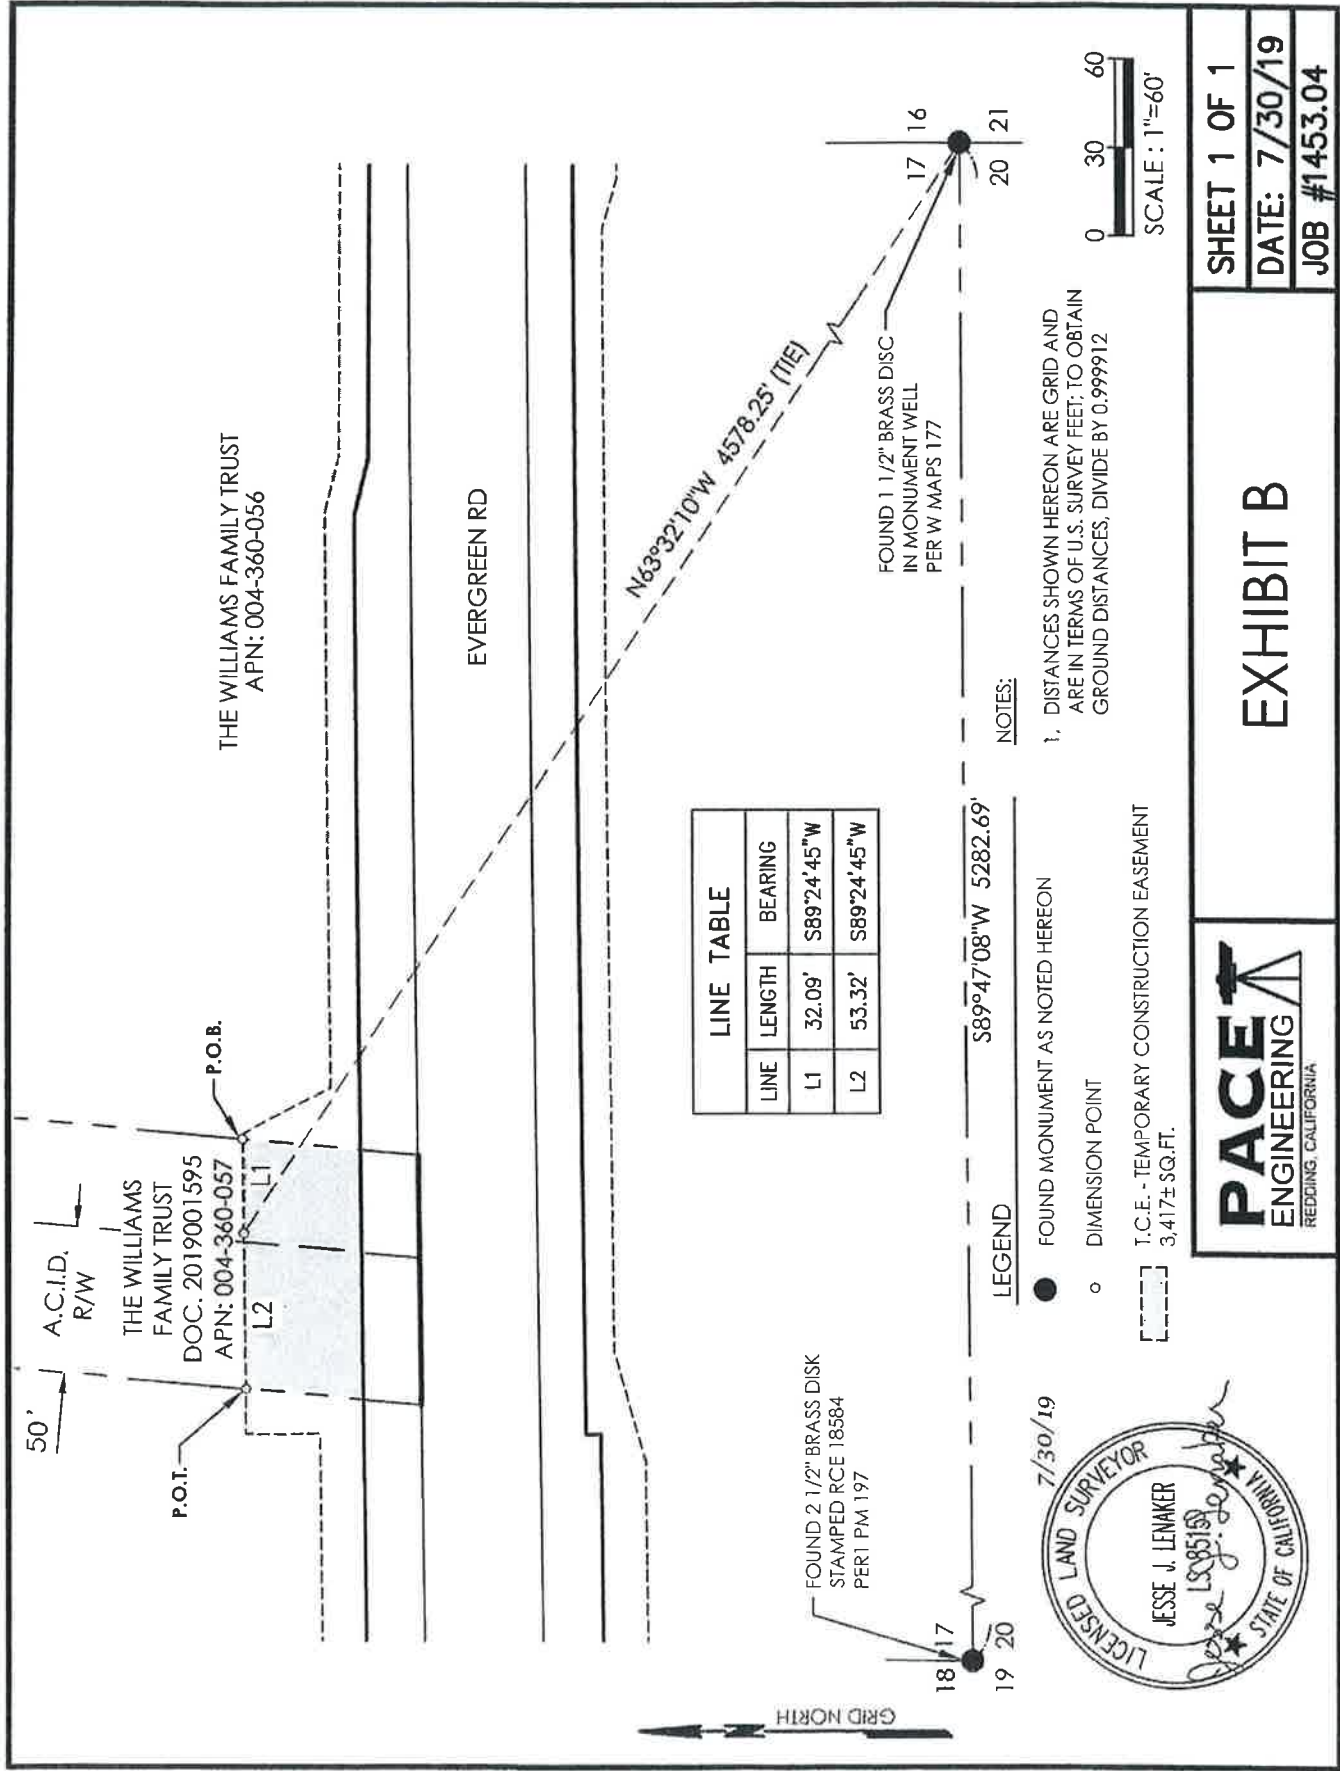 50'
A.C.I.D.
R/W
THE WILLIAMS
FAMILY TRUST
DOC. 2019001595
APN: 004-360-057
P.O.T.
P.O.B.
L2
L1
THE WILLIAMS FAMILY TRUST
APN: 004-360-056
EVERGREEN RD
N63°32'10"W 4578.25' (TIE)
LINE TABLE
LINE LENGTH BEARING
L1 32.09' S89°24'45"W
L2 53.32' S89°24'45"W
GRID NORTH
FOUND 2 1/2" BRASS DISK
STAMPED RCE 18584
PER1 PM 197
18 17
19 20
FOUND 1 1/2" BRASS DISC
IN MONUMENT WELL
PER W MAPS 177
17 16
20 21
S89°47'08"W 5282.69'
LEGEND
FOUND MONUMENT AS NOTED HEREON
DIMENSION POINT
T.C.E. - TEMPORARY CONSTRUCTION EASEMENT
3,417± SQ.FT.
NOTES:
1. DISTANCES SHOWN HEREON ARE GRID AND
ARE IN TERMS OF U.S. SURVEY FEET; TO OBTAIN
GROUND DISTANCES, DIVIDE BY 0.999912
0 30 60
SCALE : 1"=60'
7/30/19
LICENSED LAND SURVEYOR
JESSE J. LENAKER
LS 8515
Jesse J. Lenaker
STATE OF CALIFORNIA
PACE
ENGINEERING
REDDING, CALIFORNIA
EXHIBIT B
SHEET 1 OF 1
DATE: 7/30/19
JOB #1453.04